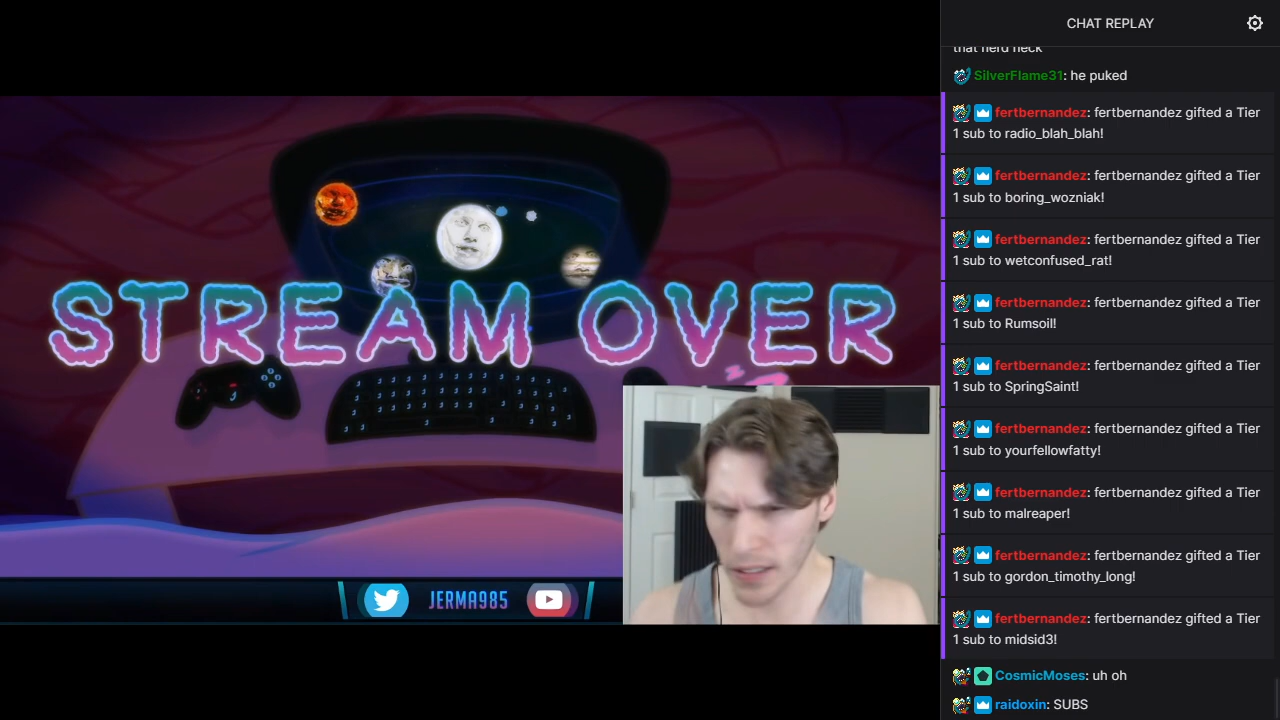 CHAT REPLAY
that nerd neck
SilverFlame31: he puked
fertbernandez: fertbernandez gifted a Tier
1 sub to radio_blah_blah!
fertbernandez: fertbernandez gifted a Tier
1 sub to boring_wozniak!
fertbernandez: fertbernandez gifted a Tier
1 sub to wetconfused_rat!
fertbernandez: fertbernandez gifted a Tier
1 sub to Rumsoil!
fertbernandez: fertbernandez gifted a Tier
1 sub to SpringSaint!
fertbernandez: fertbernandez gifted a Tier
1 sub to yourfellowfatty!
fertbernandez: fertbernandez gifted a Tier
1 sub to malreaper!
fertbernandez: fertbernandez gifted a Tier
1 sub to gordon_timothy_long!
fertbernandez: fertbernandez gifted a Tier
1 sub to midsid3!
CosmicMoses: uh oh
raidoxin: SUBS
STREAM OVER
JERMA985